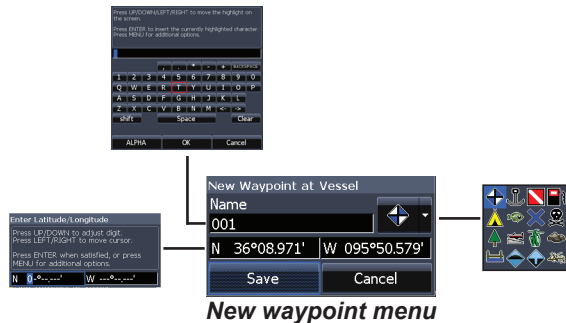 Press UP/DOWN/LEFT/RIGHT to move the highlight on
the screen.
Press ENTER to insert the currently highlighted character
Press MENU for additional options.
, . * - + BACKSPACE
1 2 3 4 5 6 7 8 9 0
Q W E R T Y U I O P
A S D F G H J K L
Z X C V B N M <- ->
shift Space Clear
ALPHA OK Cancel
New Waypoint at Vessel
Name
001
N 36°08.971' W 095°50.579'
Save Cancel
Enter Latitude/Longitude
Press UP/DOWN to adjust digit.
Press LEFT/RIGHT to move cursor.
Press ENTER when satisfied, or press
MENU for additional options.
N 0-°--.---' W ---°--.---'
New waypoint menu